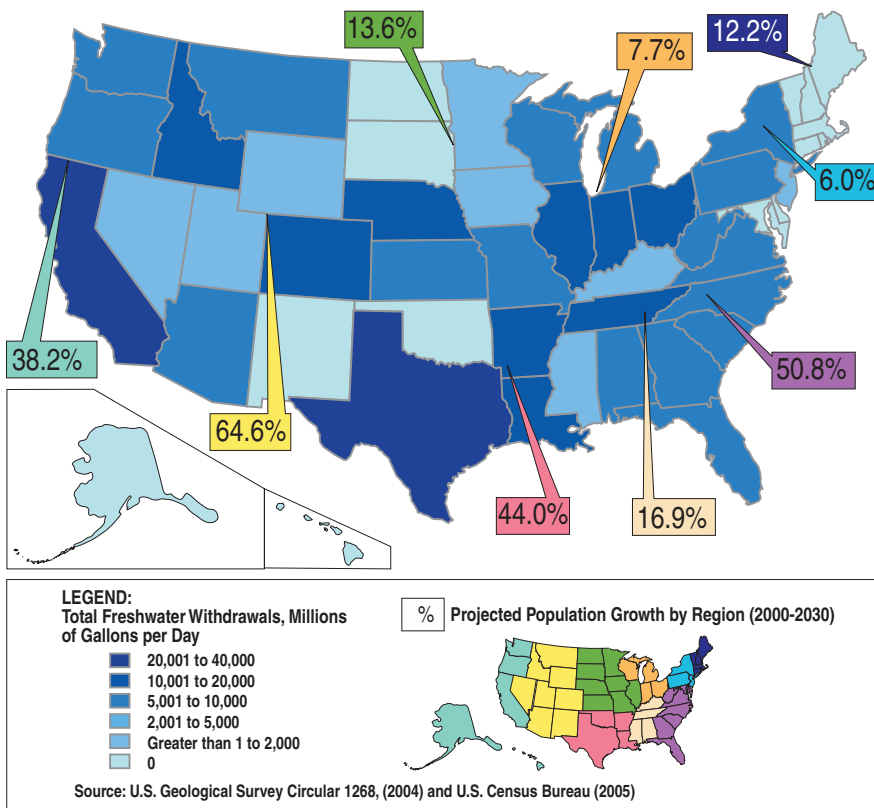 13.6%
7.7%
12.2%
6.0%
38.2%
50.8%
64.6%
44.0%
16.9%
LEGEND:
Total Freshwater Withdrawals, Millions
of Gallons per Day
20,001 to 40,000
10,001 to 20,000
5,001 to 10,000
2,001 to 5,000
Greater than 1 to 2,000
0
% Projected Population Growth by Region (2000-2030)
Source: U.S. Geological Survey Circular 1268, (2004) and U.S. Census Bureau (2005)